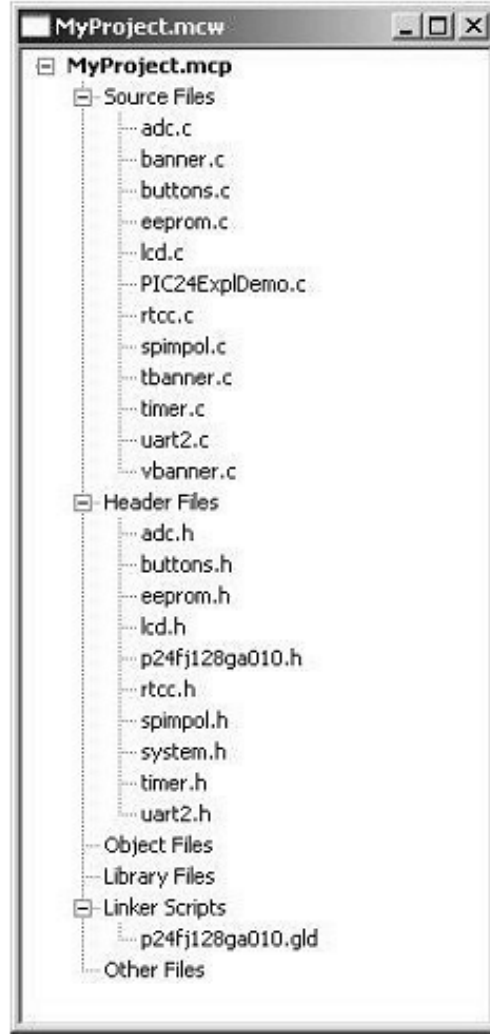 MyProject.mcw
MyProject.mcp
Source Files
adc.c
banner.c
buttons.c
eeprom.c
lcd.c
PIC24ExplDemo.c
rtcc.c
spimpol.c
tbanner.c
timer.c
uart2.c
vbanner.c
Header Files
adc.h
buttons.h
eeprom.h
lcd.h
p24fj128ga010.h
rtcc.h
spimpol.h
system.h
timer.h
uart2.h
Object Files
Library Files
Linker Scripts
p24fj128ga010.gld
Other Files